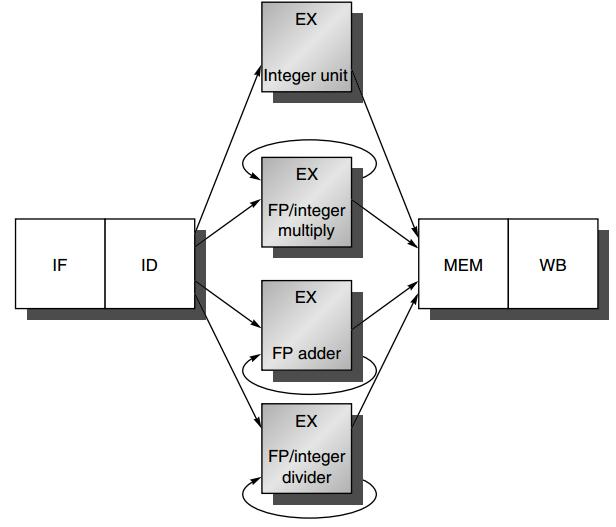 EX
Integer unit
EX
FP/integer
multiply
IF
ID
MEM
WB
EX
FP adder
EX
FP/integer
divider